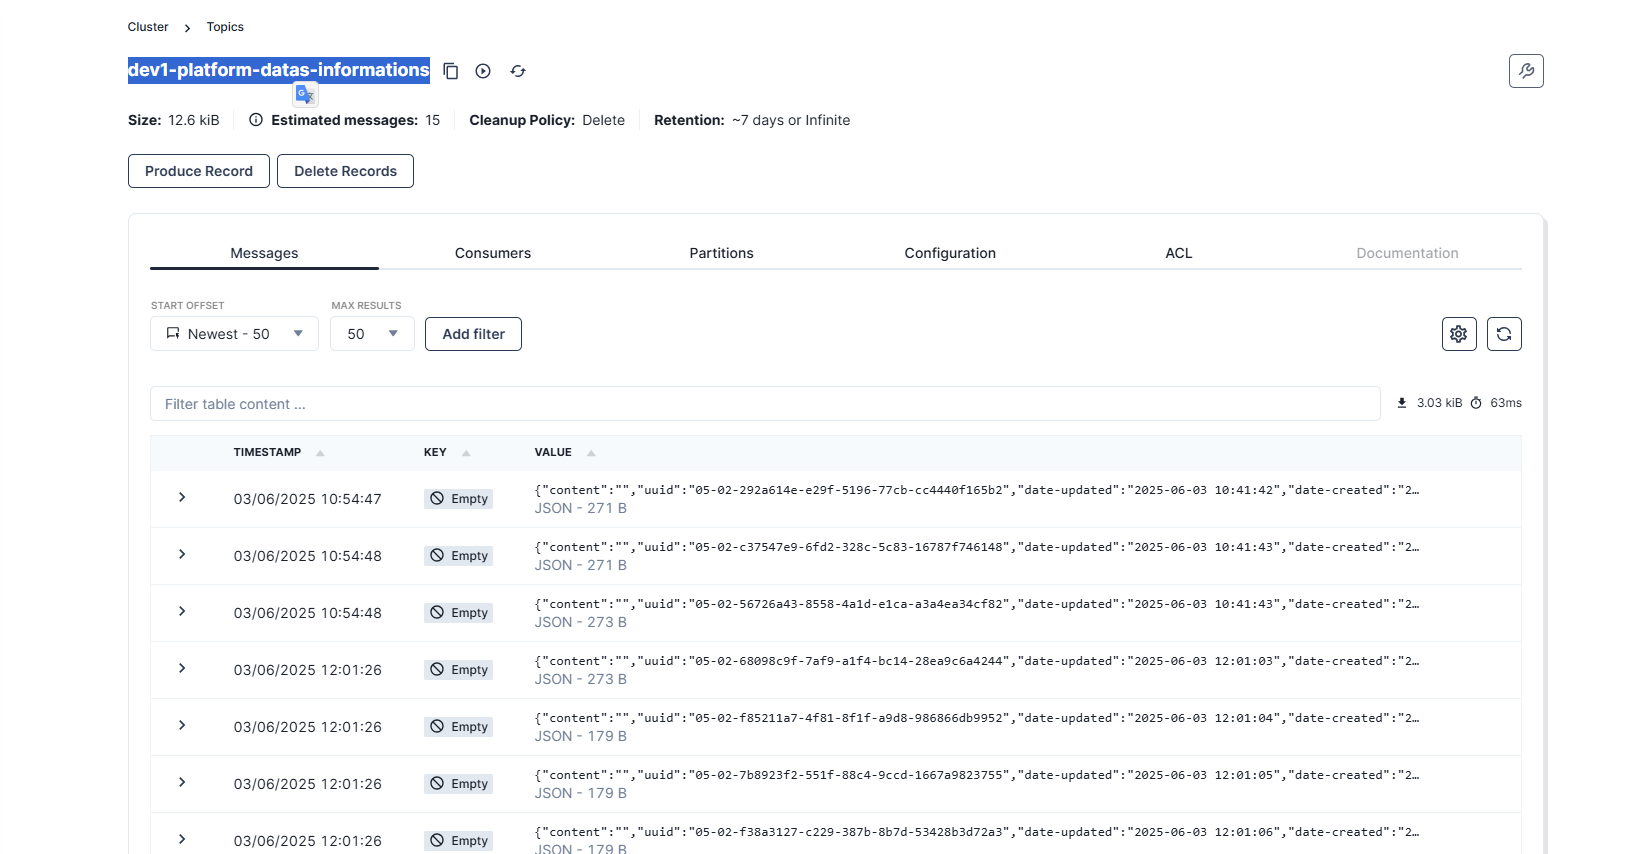 Cluster > Topics
dev1-platform-datas-informations
Size: 12.6 kiB Estimated messages: 15 Cleanup Policy: Delete Retention: ~7 days or Infinite
Produce Record Delete Records
Messages Consumers Partitions Configuration ACL Documentation
START OFFSET MAX RESULTS
Newest - 50 50 Add filter
Filter table content ... 3.03 kiB 63ms
TIMESTAMP KEY VALUE
03/06/2025 10:54:47 Empty {"content":"","uuid":"05-02-292a614e-e29f-5196-77cb-cc4440f165b2","date-updated":"2025-06-03 10:41:42","date-created":"2…
JSON - 271 B
03/06/2025 10:54:48 Empty {"content":"","uuid":"05-02-c37547e9-6fd2-328c-5c83-16787f746148","date-updated":"2025-06-03 10:41:43","date-created":"2…
JSON - 271 B
03/06/2025 10:54:48 Empty {"content":"","uuid":"05-02-56726a43-8558-4a1d-e1ca-a3a4ea34cf82","date-updated":"2025-06-03 10:41:43","date-created":"2…
JSON - 273 B
03/06/2025 12:01:26 Empty {"content":"","uuid":"05-02-68098c9f-7af9-a1f4-bc14-28ea9c6a4244","date-updated":"2025-06-03 12:01:03","date-created":"2…
JSON - 273 B
03/06/2025 12:01:26 Empty {"content":"","uuid":"05-02-f85211a7-4f81-8f1f-a9d8-986866db9952","date-updated":"2025-06-03 12:01:04","date-created":"2…
JSON - 179 B
03/06/2025 12:01:26 Empty {"content":"","uuid":"05-02-7b8923f2-551f-88c4-9ccd-1667a9823755","date-updated":"2025-06-03 12:01:05","date-created":"2…
JSON - 179 B
03/06/2025 12:01:26 Empty {"content":"","uuid":"05-02-f38a3127-c229-387b-8b7d-53428b3d72a3","date-updated":"2025-06-03 12:01:06","date-created":"2…
JSON - 179 B